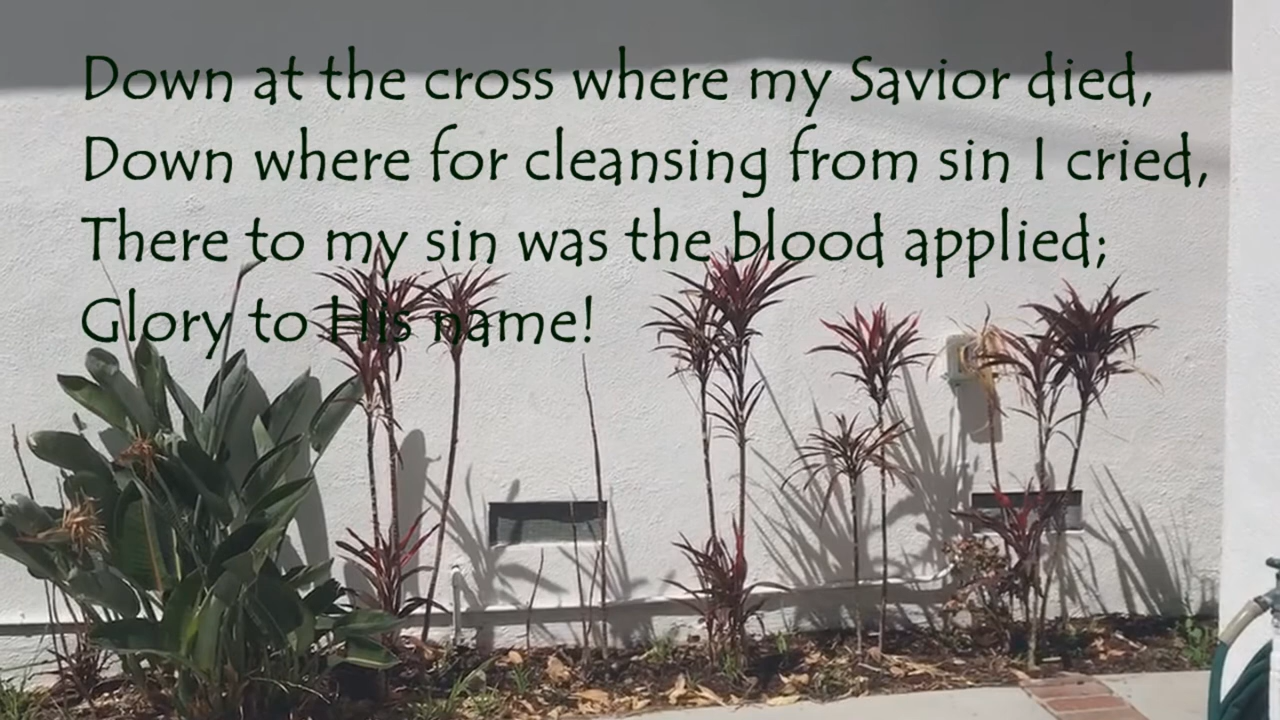 Down at the cross where my Savior died,
Down where for cleansing from sin I cried,
There to my sin was the blood applied;
Glory to His name!